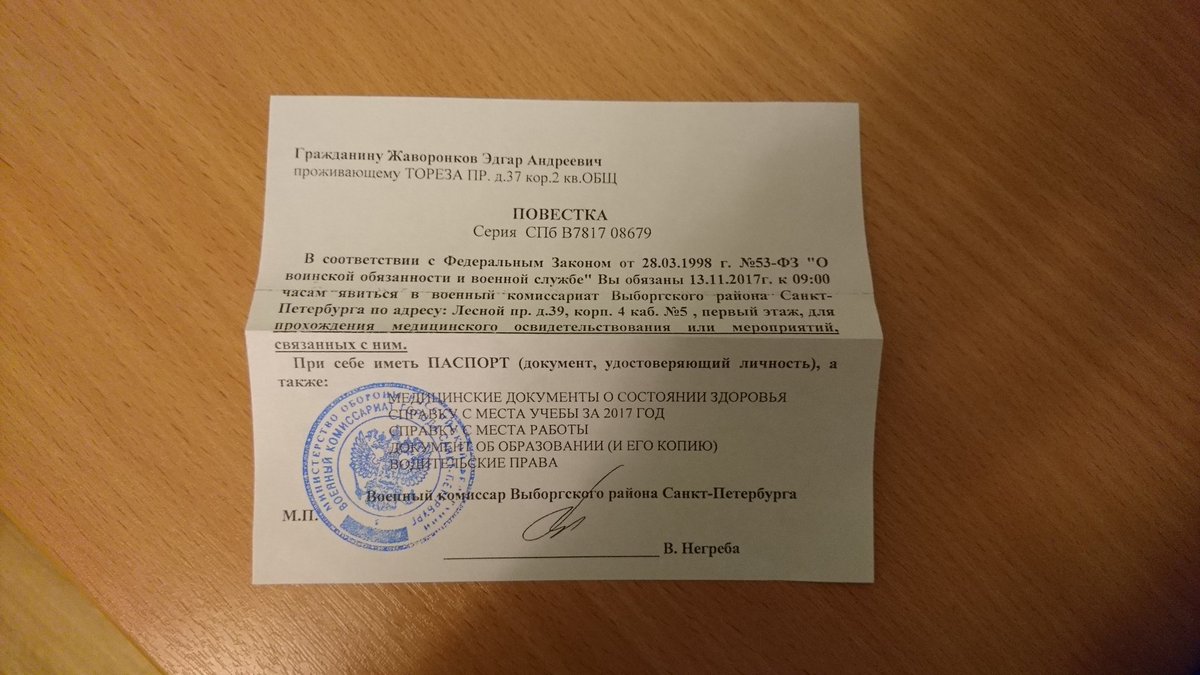 Гражданину Жаворонков Эдгар Андреевич
проживающему ТОРЕЗА ПР. д.37 кор.2 кв.ОБЩ
ПОВЕСТКА
Серия СПб В7817 08679
В соответствии с Федеральным Законом от 28.03.1998 г. №53-ФЗ "О
воинской обязанности и военной службе" Вы обязаны 13.11.2017г. к 09:00
часам явиться в военный комиссариат Выборгского района Санкт-
Петербурга по адресу: Лесной пр. д.39, корп. 4 каб. №5 , первый этаж, для
прохождения медицинского освидетельствования или мероприятий,
связанных с ним.
При себе иметь ПАСПОРТ (документ, удостоверяющий личность), а
также:
МЕДИЦИНСКИЕ ДОКУМЕНТЫ О СОСТОЯНИИ ЗДОРОВЬЯ
СПРАВКУ С МЕСТА УЧЕБЫ ЗА 2017 ГОД
СПРАВКУ С МЕСТА РАБОТЫ
ДОКУМЕНТ ОБ ОБРАЗОВАНИИ (И ЕГО КОПИЮ)
ВОДИТЕЛЬСКИЕ ПРАВА
Военный комиссар Выборгского района Санкт-Петербурга
М.П.
В. Негреба
МИНИСТЕРСТВО ОБОРОНЫ
ВОЕННЫЙ КОМИССАРИАТ